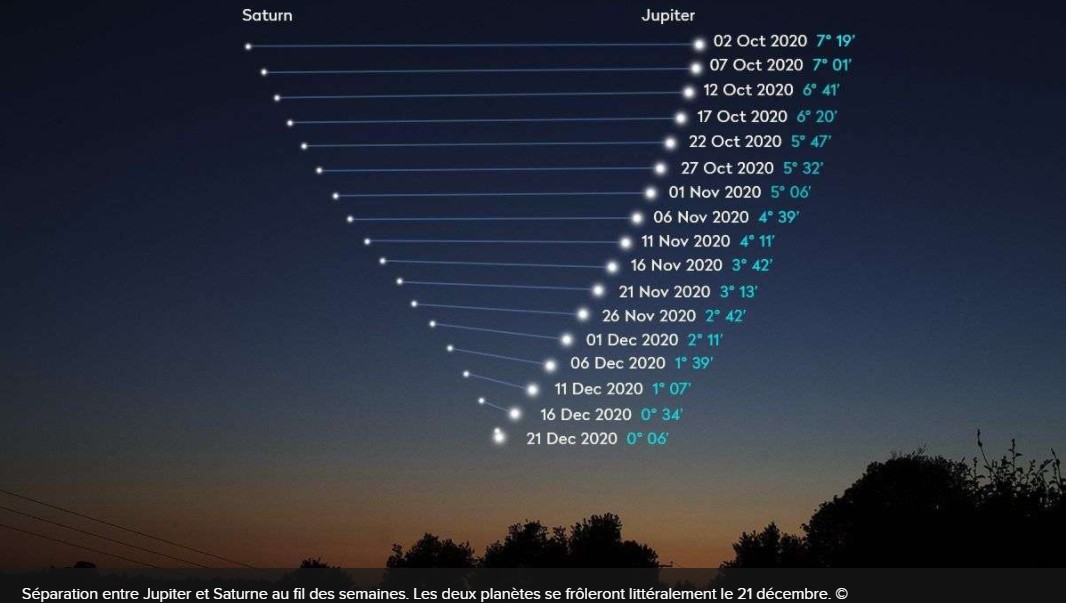 Saturn Jupiter
02 Oct 2020 7° 19'
07 Oct 2020 7° 01'
12 Oct 2020 6° 41'
17 Oct 2020 6° 20'
22 Oct 2020 5° 47'
27 Oct 2020 5° 32'
01 Nov 2020 5° 06'
06 Nov 2020 4° 39'
11 Nov 2020 4° 11'
16 Nov 2020 3° 42'
21 Nov 2020 3° 13'
26 Nov 2020 2° 42'
01 Dec 2020 2° 11'
06 Dec 2020 1° 39'
11 Dec 2020 1° 07'
16 Dec 2020 0° 34'
21 Dec 2020 0° 06'
Séparation entre Jupiter et Saturne au fil des semaines. Les deux planètes se frôleront littéralement le 21 décembre. ©